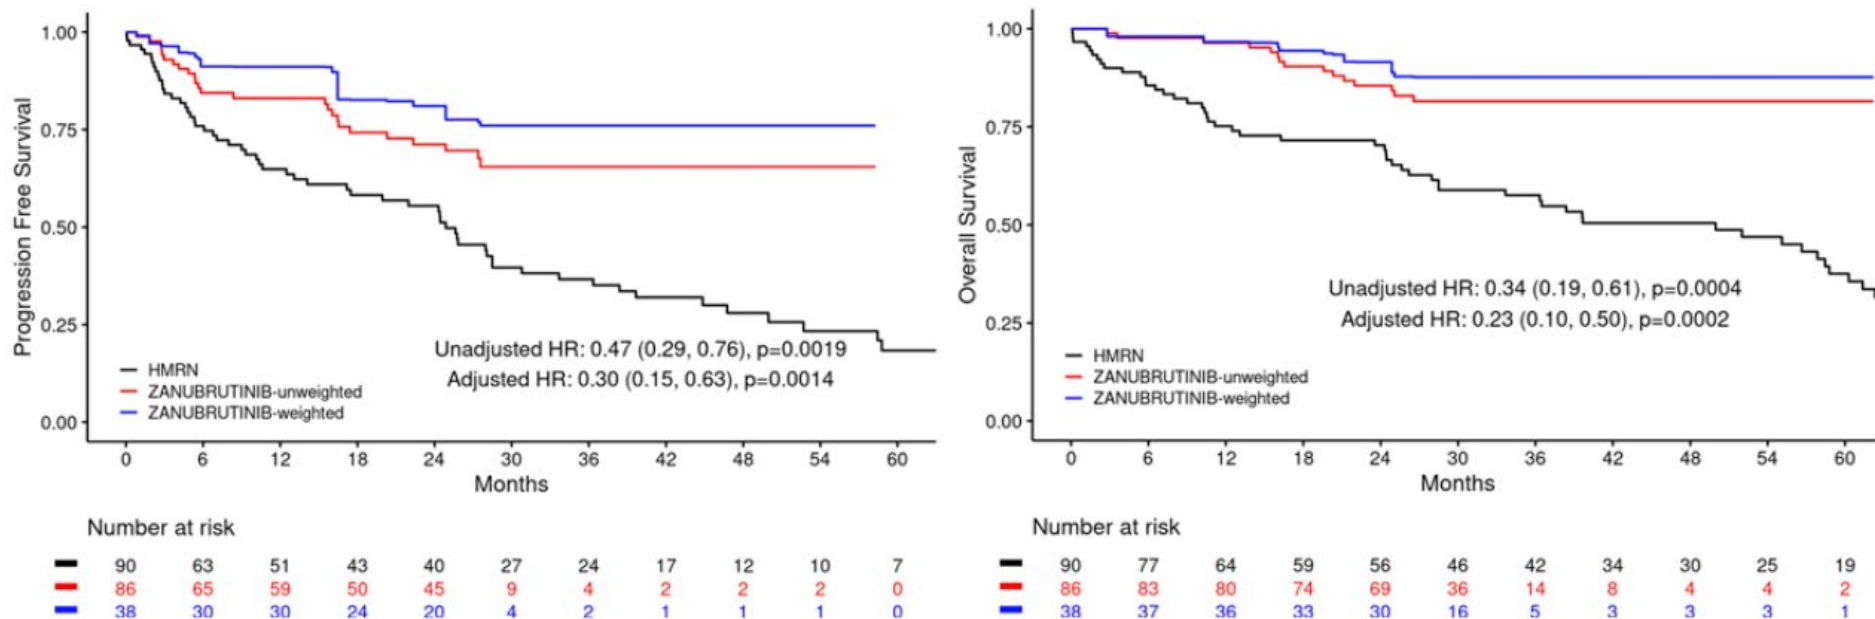 1.00
0.75
0.50
0.25
0.00
Progression Free Survival
Unadjusted HR: 0.47 (0.29, 0.76), p=0.0019
Adjusted HR: 0.30 (0.15, 0.63), p=0.0014
HMRN
ZANUBRUTINIB-unweighted
ZANUBRUTINIB-weighted
0 6 12 18 24 30 36 42 48 54 60
Months
Number at risk
90 63 51 43 40 27 24 17 12 10 7
86 65 59 50 45 9 4 2 2 2 0
38 30 30 24 20 4 2 1 1 1 0
1.00
0.75
0.50
0.25
0.00
Overall Survival
Unadjusted HR: 0.34 (0.19, 0.61), p=0.0004
Adjusted HR: 0.23 (0.10, 0.50), p=0.0002
HMRN
ZANUBRUTINIB-unweighted
ZANUBRUTINIB-weighted
0 6 12 18 24 30 36 42 48 54 60
Months
Number at risk
90 77 64 59 56 46 42 34 30 25 19
86 83 80 74 69 36 14 8 4 4 2
38 37 36 33 30 16 5 3 3 3 1